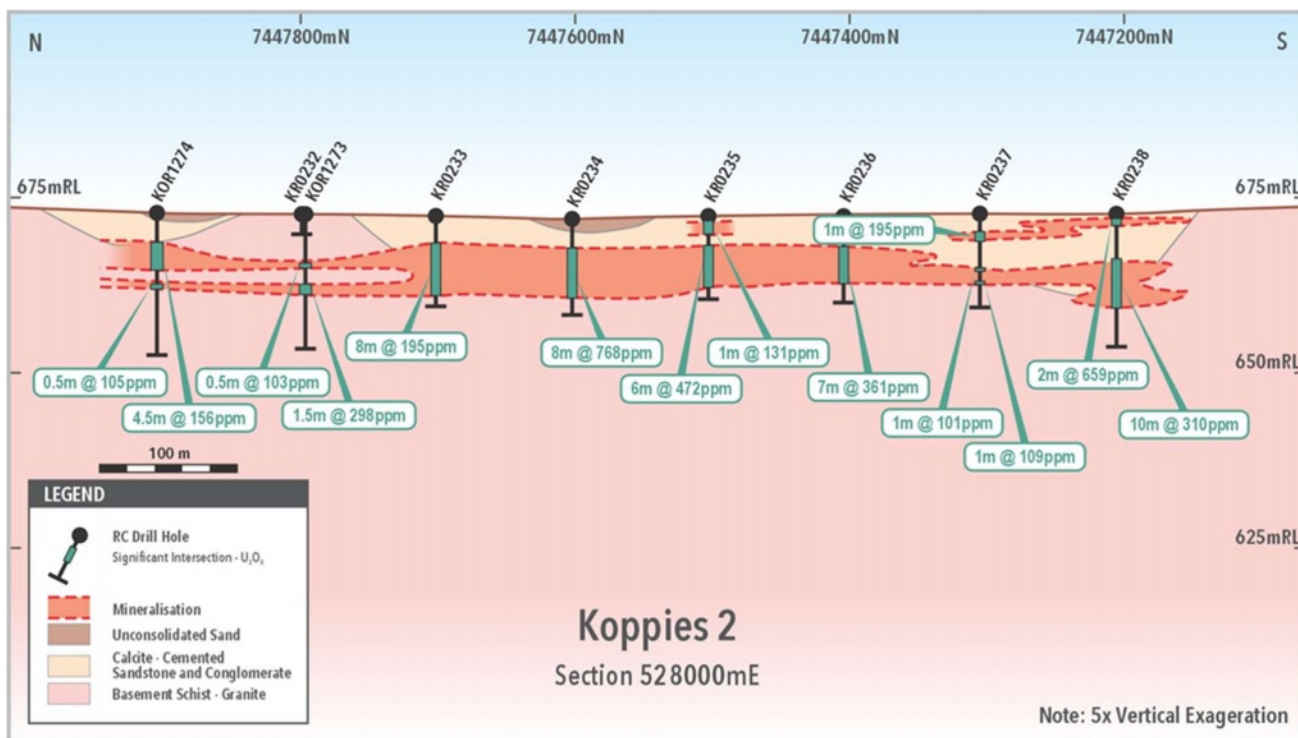 N
7447800mN
7447600mN
7447400mN
7447200mN
S
KOR1274
KR0232
KOR1273
KR0233
KR0234
KR0235
KR0236
KR0237
KR0238
675mRL
675mRL
1m @ 195ppm
8m @ 195ppm
8m @ 768ppm
1m @ 131ppm
0.5m @ 105ppm
0.5m @ 103ppm
6m @ 472ppm
7m @ 361ppm
2m @ 659ppm
650mRL
4.5m @ 156ppm
1.5m @ 298ppm
1m @ 101ppm
10m @ 310ppm
1m @ 109ppm
100 m
LEGEND
RC Drill Hole
Significant Intersection - U₃O₈
Mineralisation
Unconsolidated Sand
Calcite - Cemented
Sandstone and Conglomerate
Basement Schist - Granite
625mRL
Koppies 2
Section 528000mE
Note: 5x Vertical Exageration